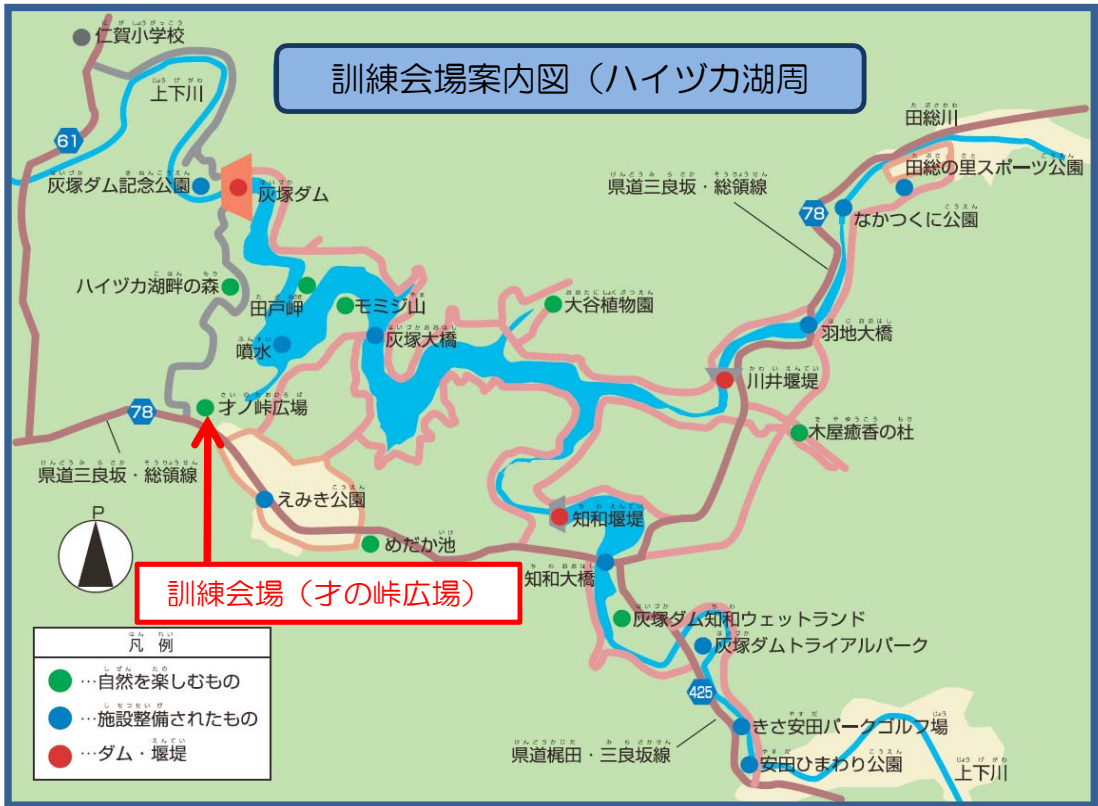 訓練会場案内図（ハイヅカ湖周
仁賀小学校
上下川
61
灰塚ダム記念公園
灰塚ダム
ハイヅカ湖畔の森
田戸岬
モミジ山
噴水
灰塚大橋
大谷植物園
田総川
田総の里スポーツ公園
県道三良坂・総領線
78
なかつくに公園
羽地大橋
川井堰堤
木屋癒香の杜
78
才ノ峠広場
県道三良坂・総領線
えみき公園
めだか池
知和堰堤
知和大橋
P
訓練会場（才の峠広場）
灰塚ダム知和ウェットランド
灰塚ダムトライアルパーク
425
県道梶田・三良坂線
きさ安田パークゴルフ場
安田ひまわり公園
上下川
凡例
…自然を楽しむもの
…施設整備されたもの
…ダム・堰堤